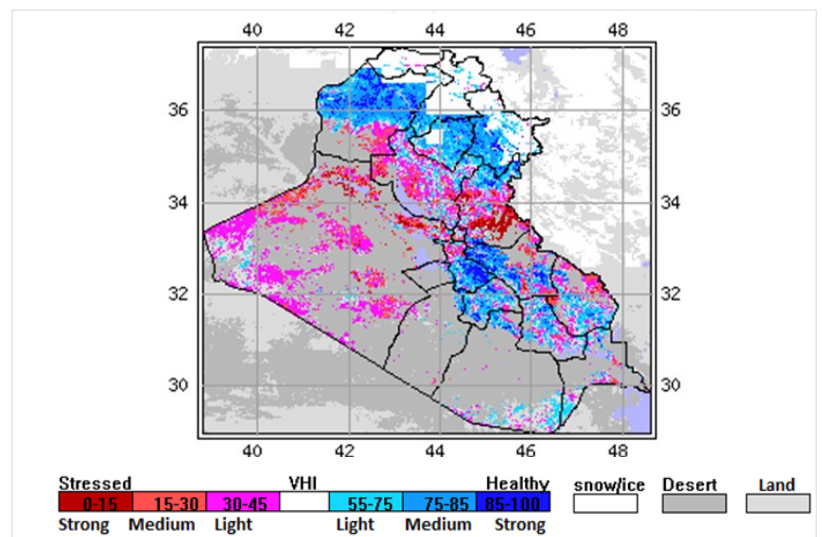 40 42 44 46 48
36 36
34 34
32 32
30 30
40 42 44 46 48
Stressed VHI Healthy snow/ice Desert Land
0-15 15-30 30-45 55-75 75-85 85-100
Strong Medium Light Light Medium Strong